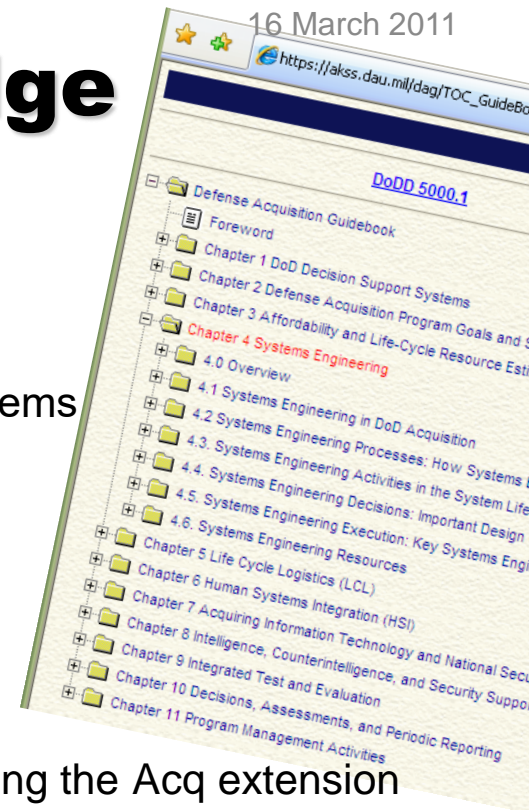 16 March 2011
dge
https://akss.dau.mil/dag/TOC_GuideBo
DoDD 5000.1
Defense Acquisition Guidebook
Foreword
Chapter 1 DoD Decision Support Systems
Chapter 2 Defense Acquisition Program Goals and S
Chapter 3 Affordability and Life-Cycle Resource Esti
Chapter 4 Systems Engineering
4.0 Overview
4.1 Systems Engineering in DoD Acquisition
4.2 Systems Engineering Processes: How Systems E
4.3. Systems Engineering Activities in the System Life
4.4. Systems Engineering Decisions: Important Design
4.5. Systems Engineering Execution: Key Systems Engi
4.6. Systems Engineering Resources
Chapter 5 Life Cycle Logistics (LCL)
Chapter 6 Human Systems Integration (HSI)
Chapter 7 Acquiring Information Technology and National Secu
Chapter 8 Intelligence, Counterintelligence, and Security Suppor
Chapter 9 Integrated Test and Evaluation
Chapter 10 Decisions, Assessments, and Periodic Reporting
Chapter 11 Program Management Activities
tems
ng the Acq extension